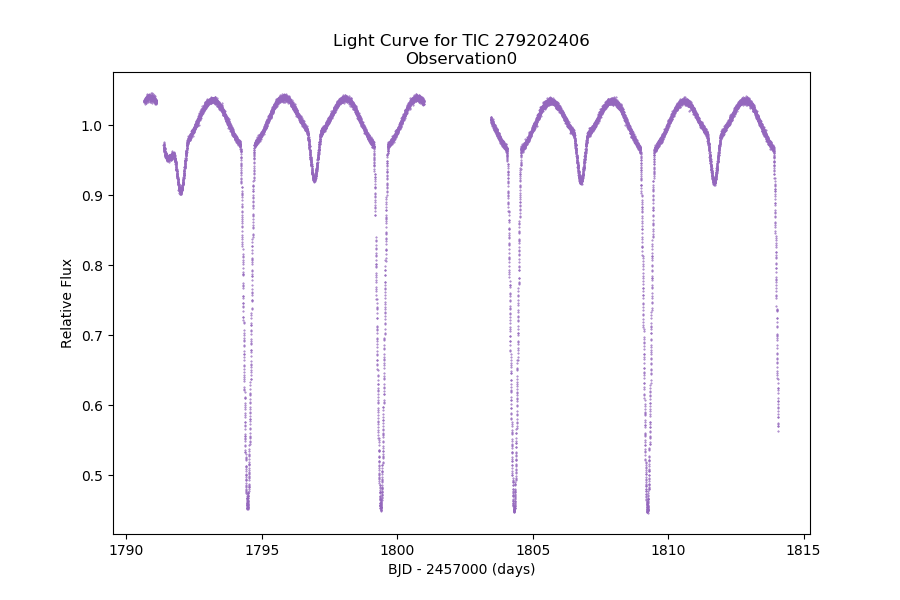 Light Curve for TIC 279202406
Observation0
Relative Flux
1.0
0.9
0.8
0.7
0.6
0.5
1790 1795 1800 1805 1810 1815
BJD - 2457000 (days)